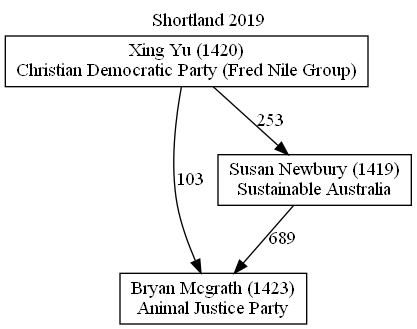 Shortland 2019
Xing Yu (1420)
Christian Democratic Party (Fred Nile Group)
253
103
Susan Newbury (1419)
Sustainable Australia
689
Bryan Mcgrath (1423)
Animal Justice Party